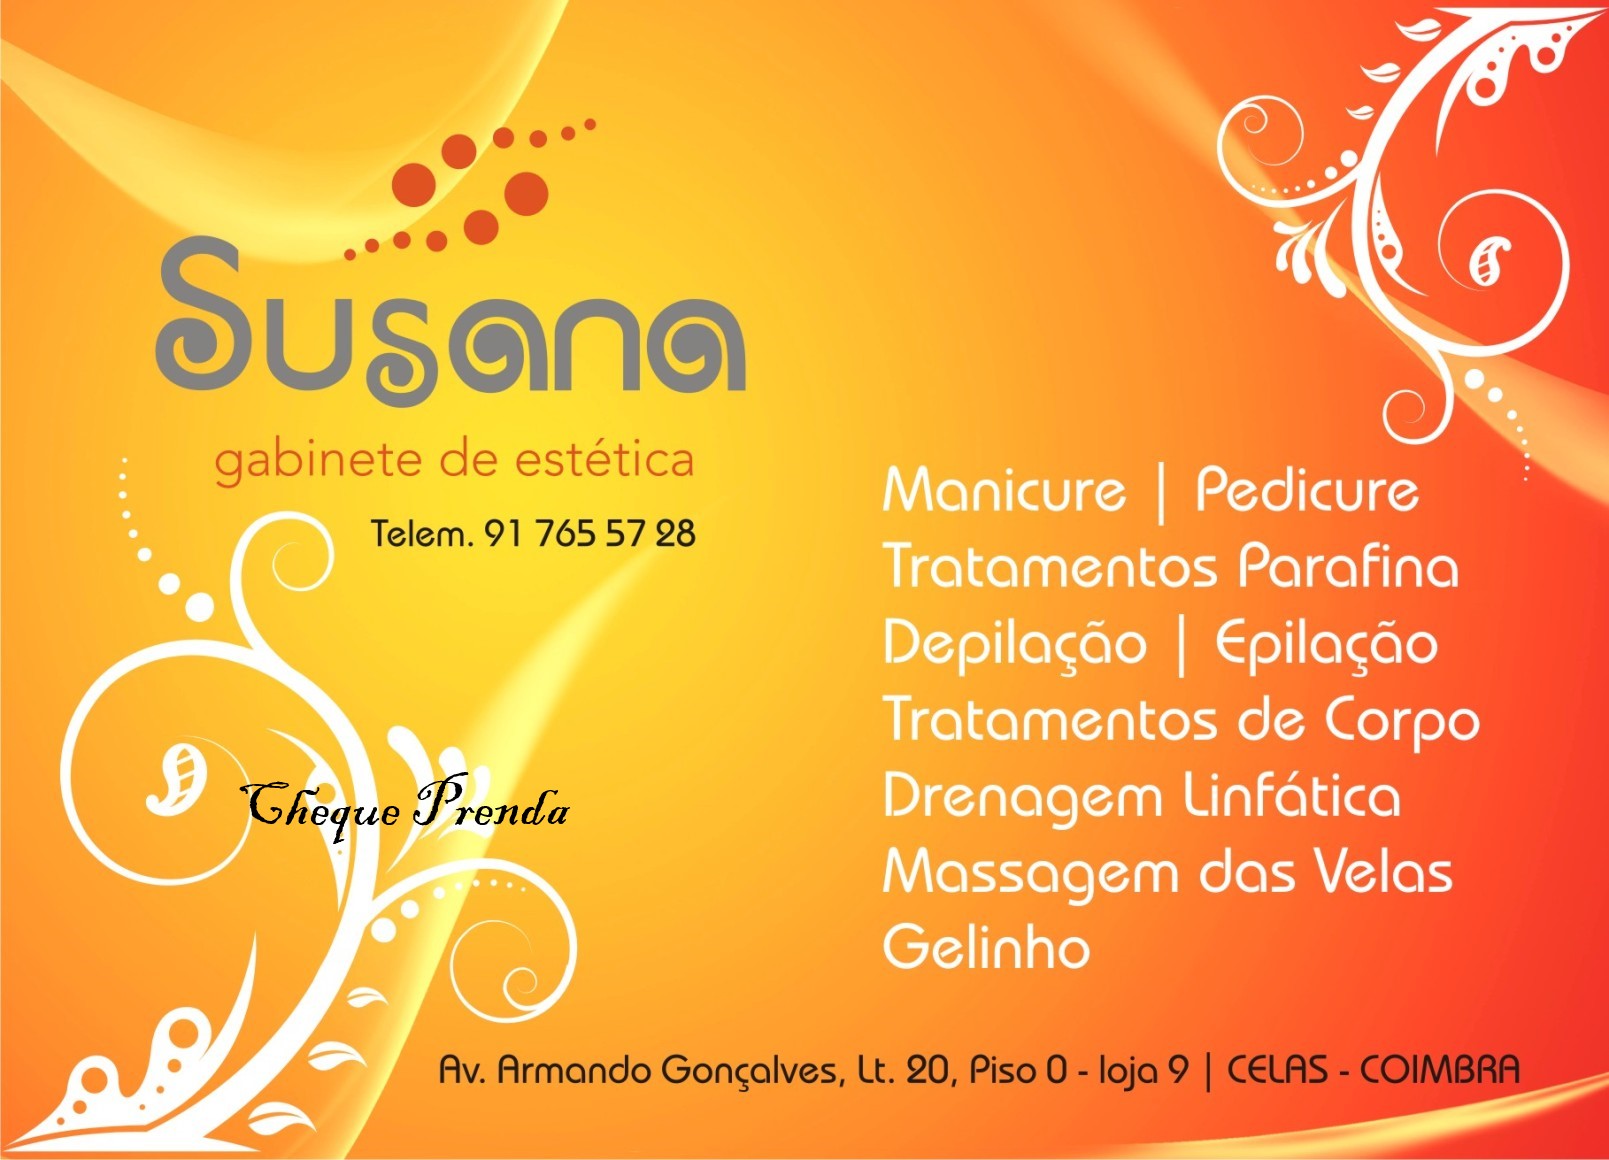 Susana
gabinete de estética
Telem. 91 765 57 28
Manicure | Pedicure
Tratamentos Parafina
Depilação | Epilação
Tratamentos de Corpo
Drenagem Linfática
Massagem das Velas
Gelinho
Cheque Prenda
Av. Armando Gonçalves, Lt. 20, Piso 0 - loja 9 | CELAS - COIMBRA